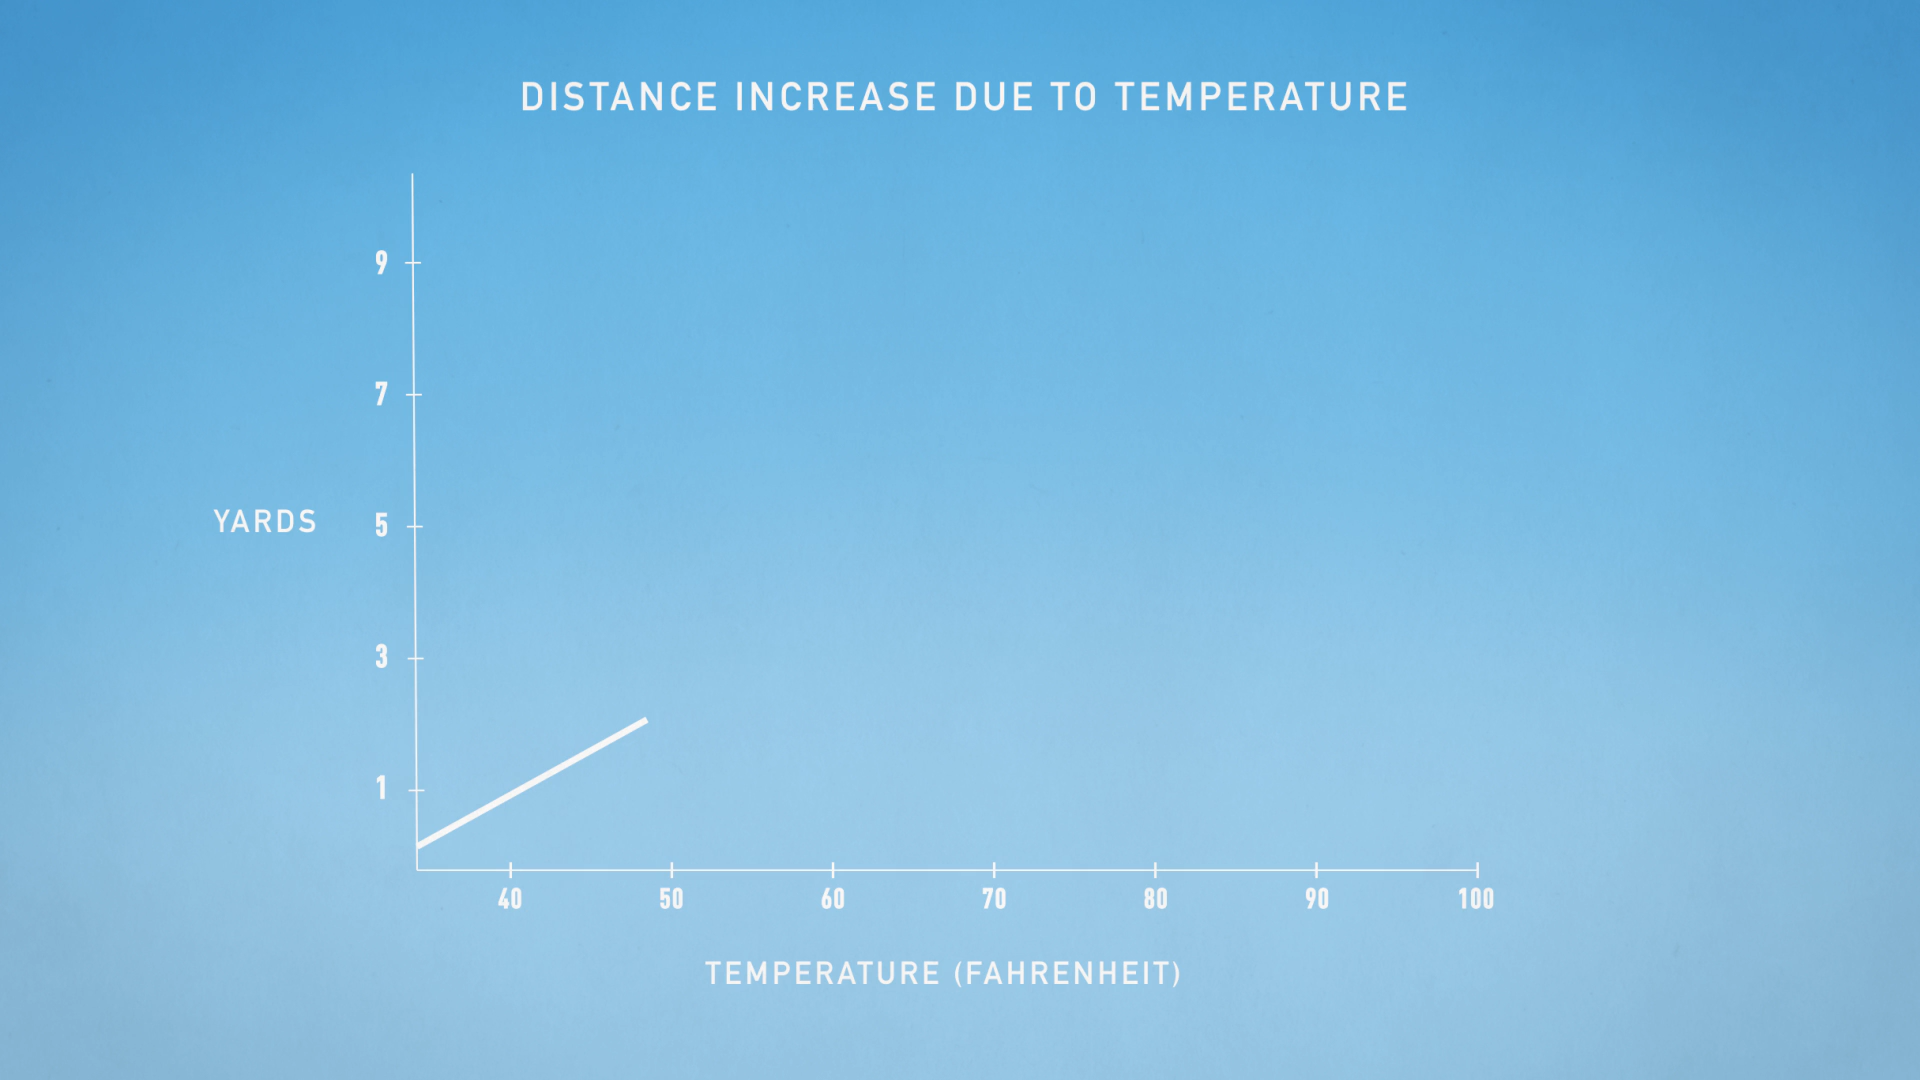 DISTANCE INCREASE DUE TO TEMPERATURE
9
7
YARDS 5
3
1
40 50 60 70 80 90 100
TEMPERATURE (FAHRENHEIT)